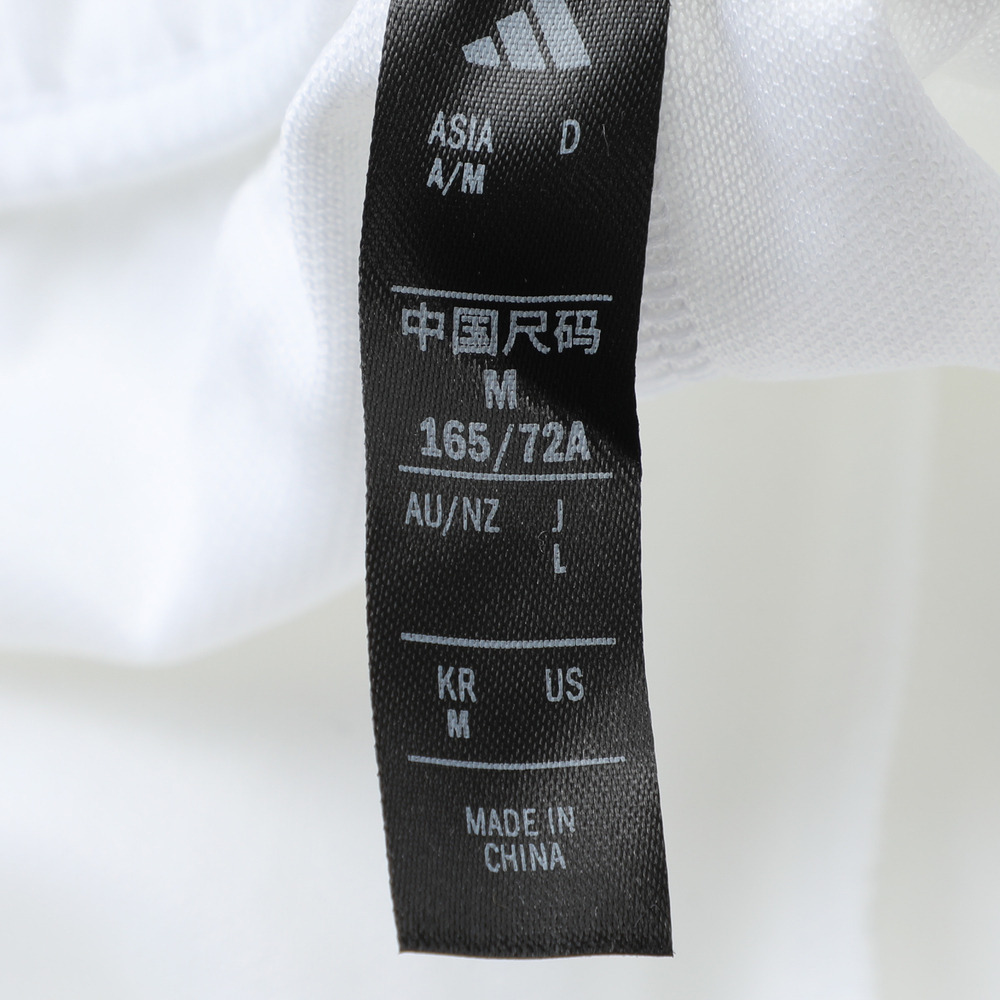 ASIA D
A/M
中国尺码
M
165/72A
AU/NZ J
L
KR US
M
MADE IN
CHINA